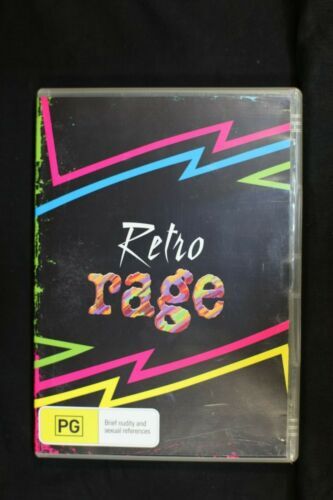 Retro
rage
PG
Brief nudity and
sexual references